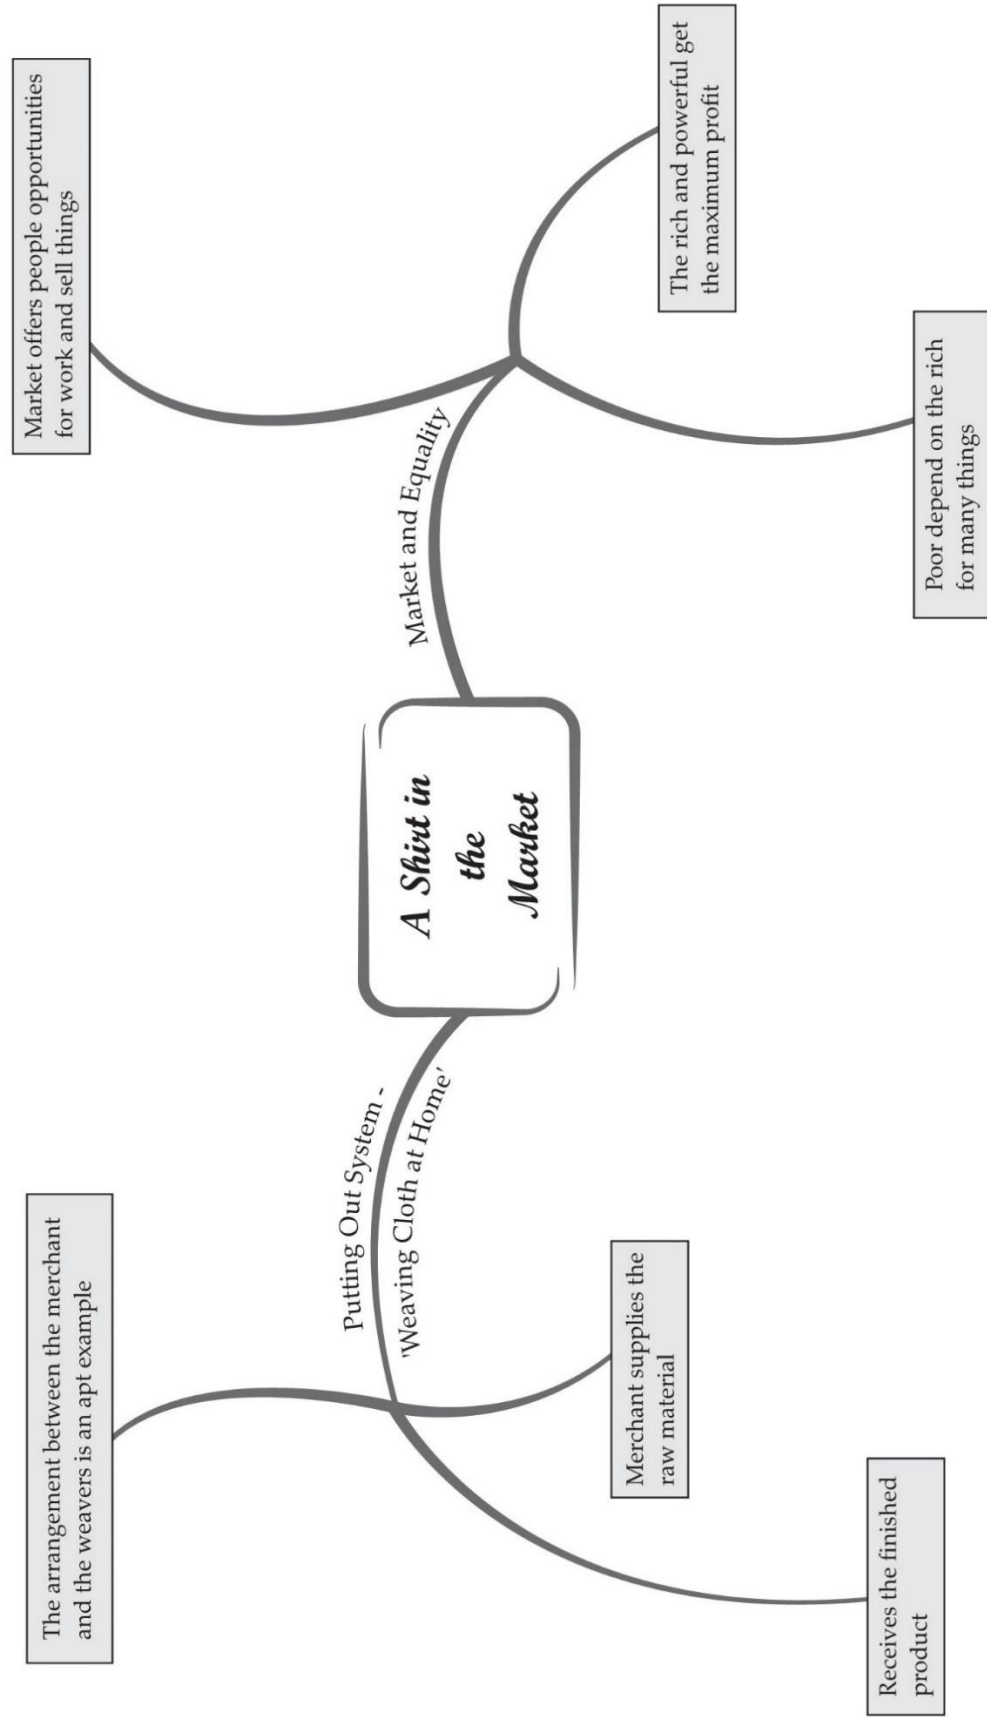 A Shirt in
the
Market
Putting Out System -
'Weaving Cloth at Home'
The arrangement between the merchant
and the weavers is an apt example
Merchant supplies the
raw material
Receives the finished
product
Market and Equality
Market offers people opportunities
for work and sell things
The rich and powerful get
the maximum profit
Poor depend on the rich
for many things